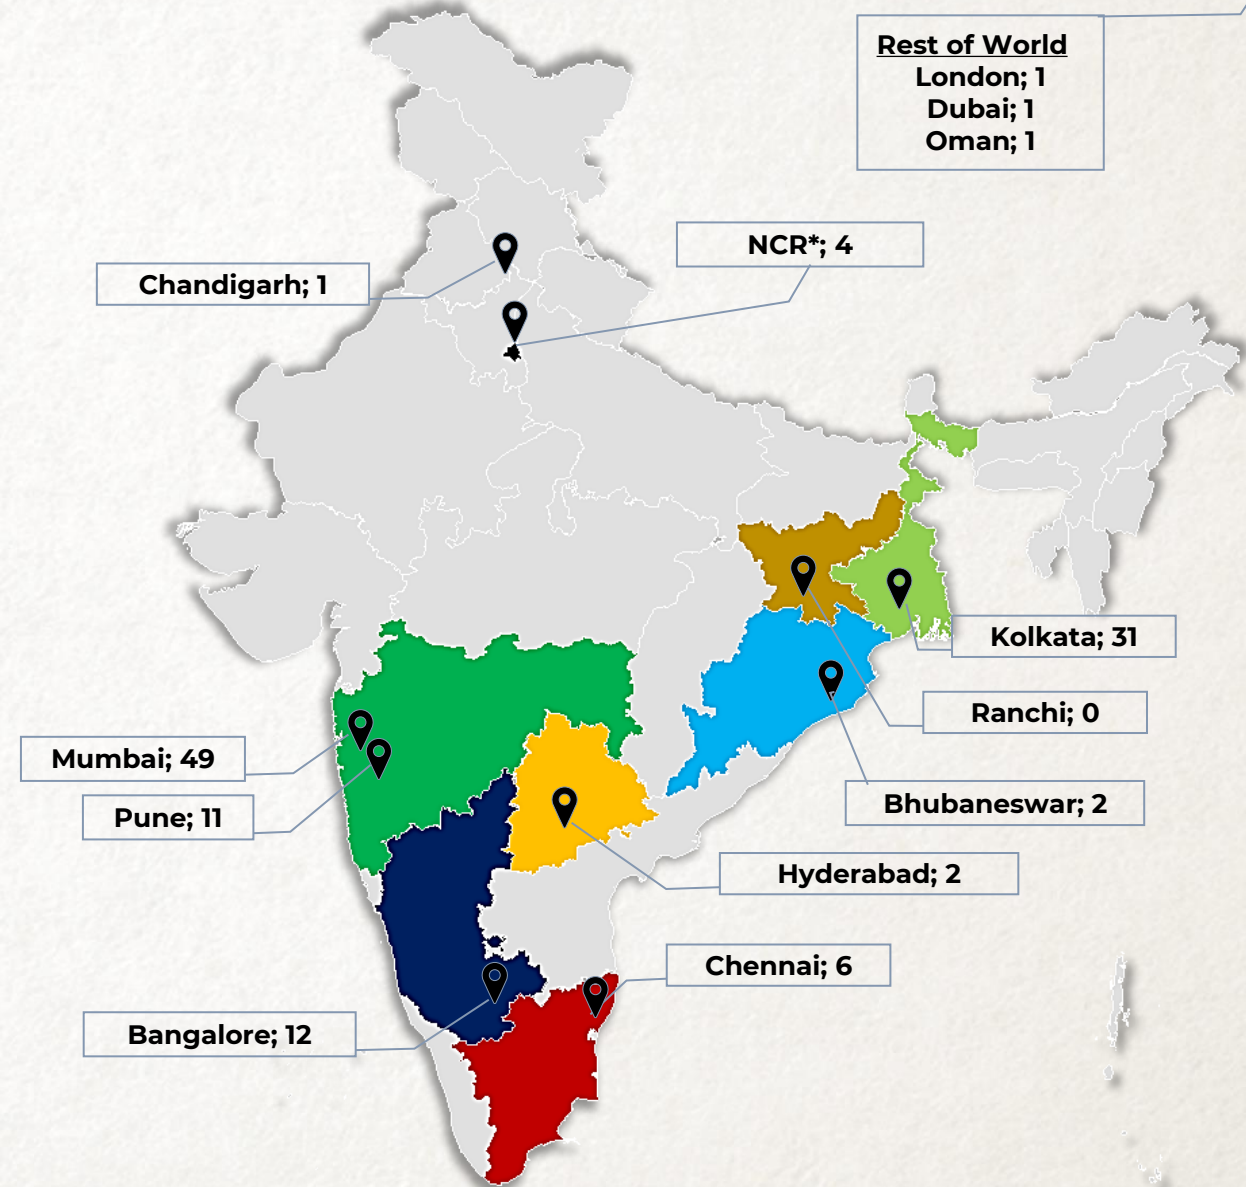 Rest of World
London; 1
Dubai; 1
Oman; 1
NCR*; 4
Chandigarh; 1
Kolkata; 31
Ranchi; 0
Mumbai; 49
Bhubaneswar; 2
Pune; 11
Hyderabad; 2
Chennai; 6
Bangalore; 12